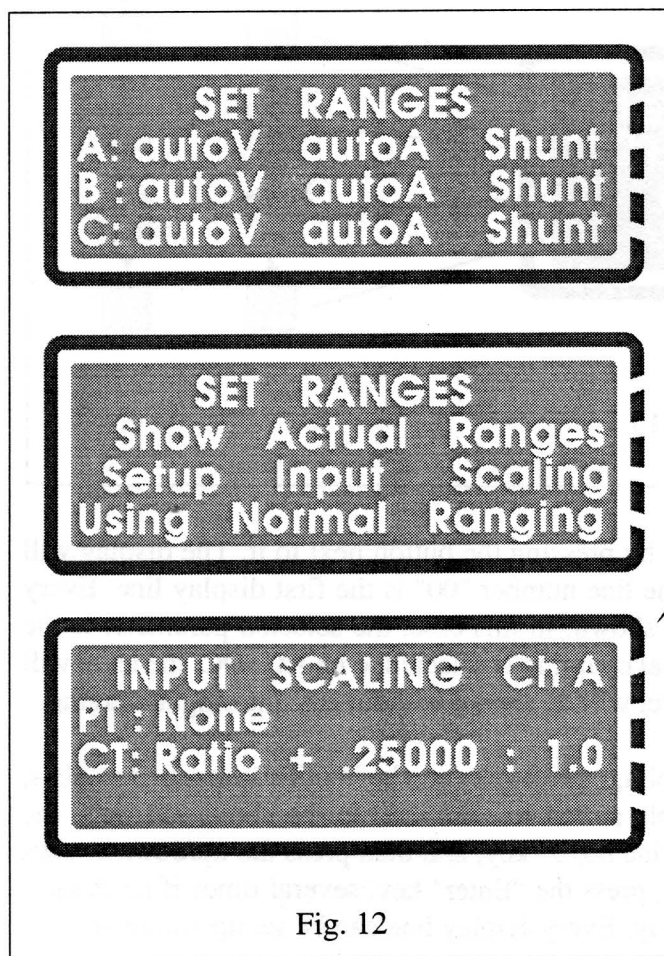 SET RANGES
A: autoV autoA Shunt
B : autoV autoA Shunt
C: autoV autoA Shunt
SET RANGES
Show Actual Ranges
Setup Input Scaling
Using Normal Ranging
INPUT SCALING Ch A
PT : None
CT: Ratio + .25000 : 1.0
Fig. 12